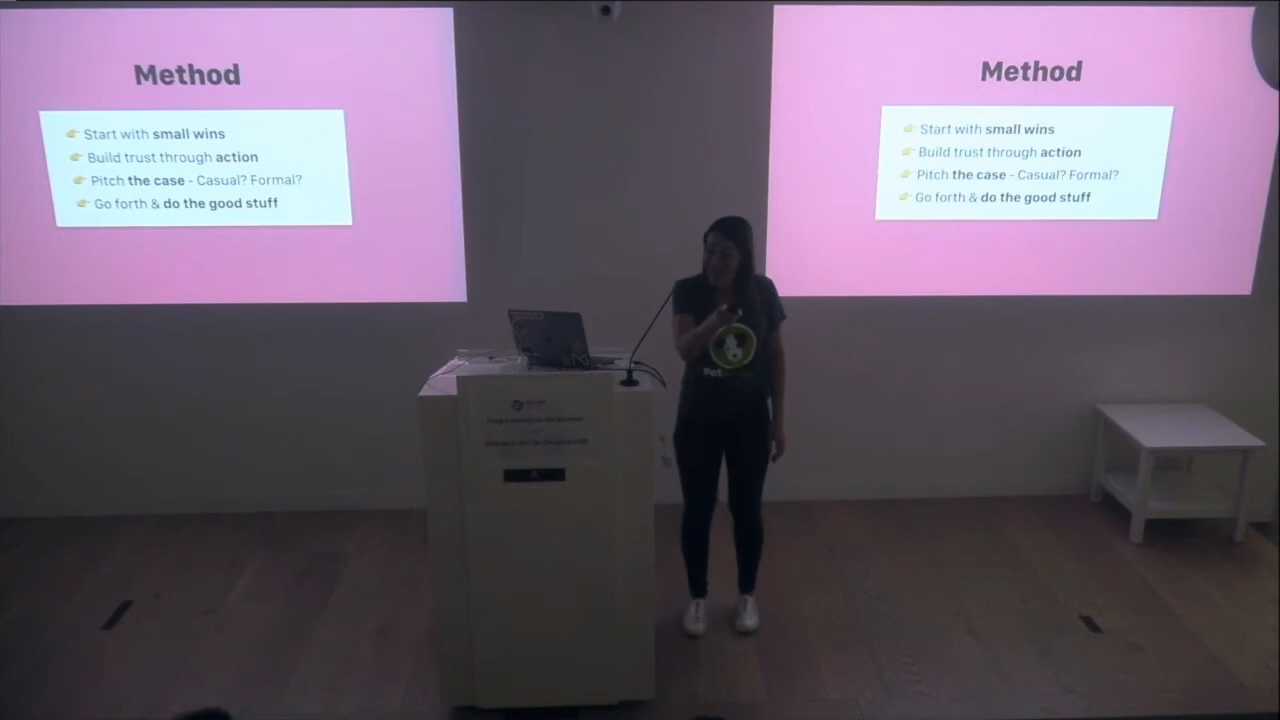 Method
👉 Start with small wins
👉 Build trust through action
👉 Pitch the case - Casual? Formal?
👉 Go forth & do the good stuff
Method
👉 Start with small wins
👉 Build trust through action
👉 Pitch the case - Casual? Formal?
👉 Go forth & do the good stuff
Pet